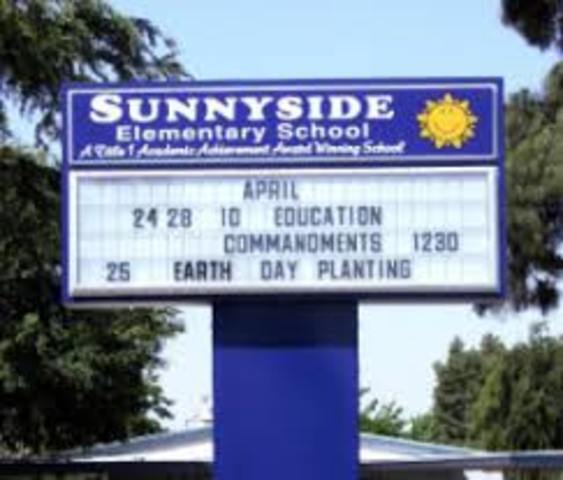 SUNNYSIDE
Elementary School
A Title 1 Academic Achievement Award Winning School
APRIL
24 28 10 EDUCATION
COMMANDMENTS 1230
25 EARTH DAY PLANTING